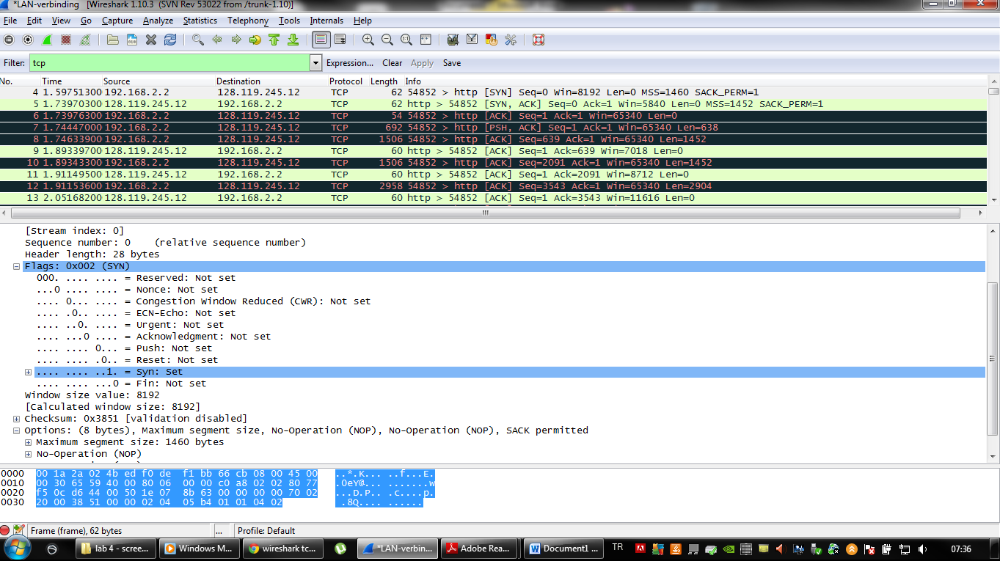 *LAN-verbinding [Wireshark 1.10.3 (SVN Rev 53022 from /trunk-1.10)]
File Edit View Go Capture Analyze Statistics Telephony Tools Internals Help
Filter: tcp Expression... Clear Apply Save
No. Time Source Destination Protocol Length Info
4 1.59751300 192.168.2.2 128.119.245.12 TCP 62 54852 > http [SYN] Seq=0 Win=8192 Len=0 MSS=1460 SACK_PERM=1
5 1.73970300 128.119.245.12 192.168.2.2 TCP 62 http > 54852 [SYN, ACK] Seq=0 Ack=1 Win=5840 Len=0 MSS=1452 SACK_PERM=1
6 1.73976300 192.168.2.2 128.119.245.12 TCP 54 54852 > http [ACK] Seq=1 Ack=1 Win=65340 Len=0
7 1.74447000 192.168.2.2 128.119.245.12 TCP 692 54852 > http [PSH, ACK] Seq=1 Ack=1 Win=65340 Len=638
8 1.74633900 192.168.2.2 128.119.245.12 TCP 1506 54852 > http [ACK] Seq=639 Ack=1 Win=65340 Len=1452
9 1.89339700 128.119.245.12 192.168.2.2 TCP 60 http > 54852 [ACK] Seq=1 Ack=639 Win=7018 Len=0
10 1.89343300 192.168.2.2 128.119.245.12 TCP 1506 54852 > http [ACK] Seq=2091 Ack=1 Win=65340 Len=1452
11 1.91149500 128.119.245.12 192.168.2.2 TCP 60 http > 54852 [ACK] Seq=1 Ack=2091 Win=8712 Len=0
12 1.91153600 192.168.2.2 128.119.245.12 TCP 2958 54852 > http [ACK] Seq=3543 Ack=1 Win=65340 Len=2904
13 2.05168200 128.119.245.12 192.168.2.2 TCP 60 http > 54852 [ACK] Seq=1 Ack=3543 Win=11616 Len=0
[Stream index: 0]
Sequence number: 0 (relative sequence number)
Header length: 28 bytes
Flags: 0x002 (SYN)
000. .... .... = Reserved: Not set
...0 .... .... = Nonce: Not set
.... 0... .... = Congestion Window Reduced (CWR): Not set
.... .0.. .... = ECN-Echo: Not set
.... ..0. .... = Urgent: Not set
.... ...0 .... = Acknowledgment: Not set
.... .... 0... = Push: Not set
.... .... .0.. = Reset: Not set
.... .... ..1. = Syn: Set
.... .... ...0 = Fin: Not set
Window size value: 8192
[Calculated window size: 8192]
Checksum: 0x3851 [validation disabled]
Options: (8 bytes), Maximum segment size, No-Operation (NOP), No-Operation (NOP), SACK permitted
Maximum segment size: 1460 bytes
No-Operation (NOP)
0000 00 1a 2a 02 4b ed f0 de f1 bb 66 cb 08 00 45 00 ..*.K... ..f...E.
0010 00 30 65 59 40 00 80 06 00 00 c0 a8 02 02 80 77 .0eY@... .......w
0020 f5 0c d6 44 00 50 1e 07 8b 63 00 00 00 00 70 02 ...D.P.. .c....p.
0030 20 00 38 51 00 00 02 04 05 b4 01 01 04 02 .8Q.... ......
Frame (frame), 62 bytes ... Profile: Default
lab 4 - scree... Windows M... wireshark tc... *LAN-verbin... Adobe Rea... Document1 ... TR 07:36